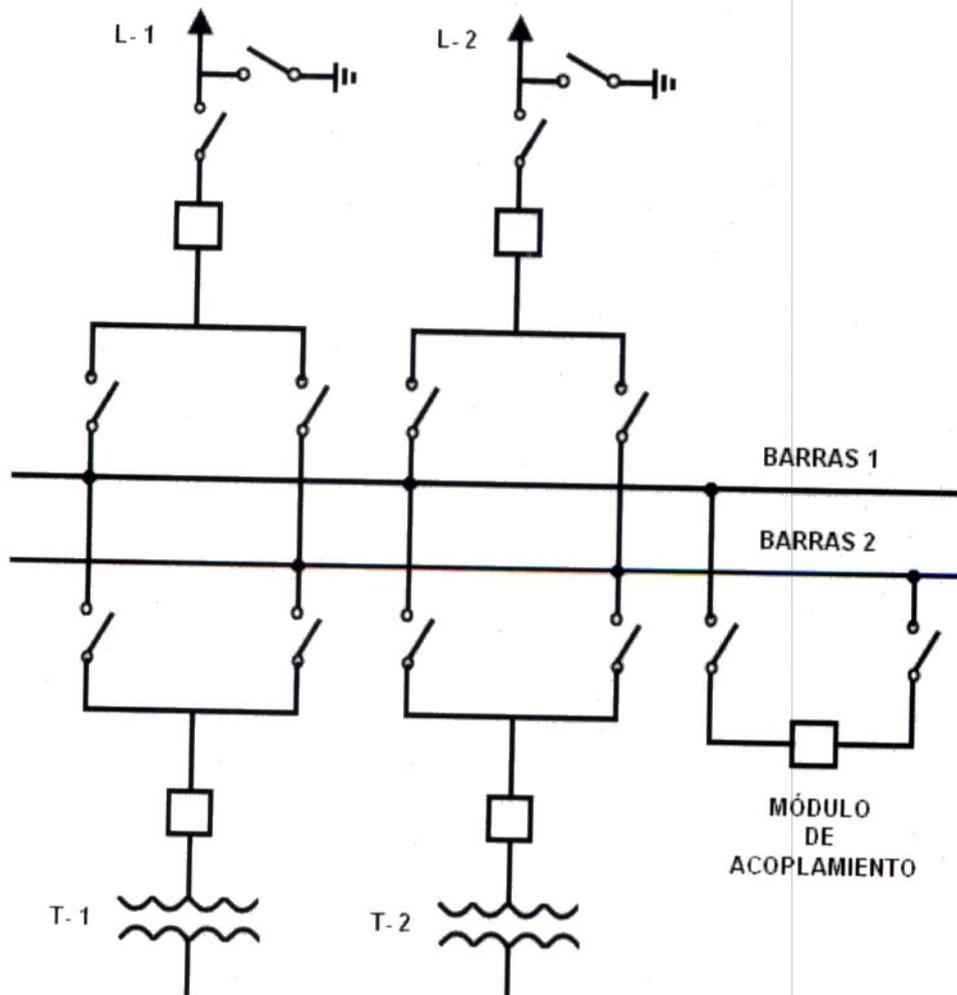 L-1
L-2
BARRAS 1
BARRAS 2
MÓDULO
DE
ACOPLAMIENTO
T-1
T-2